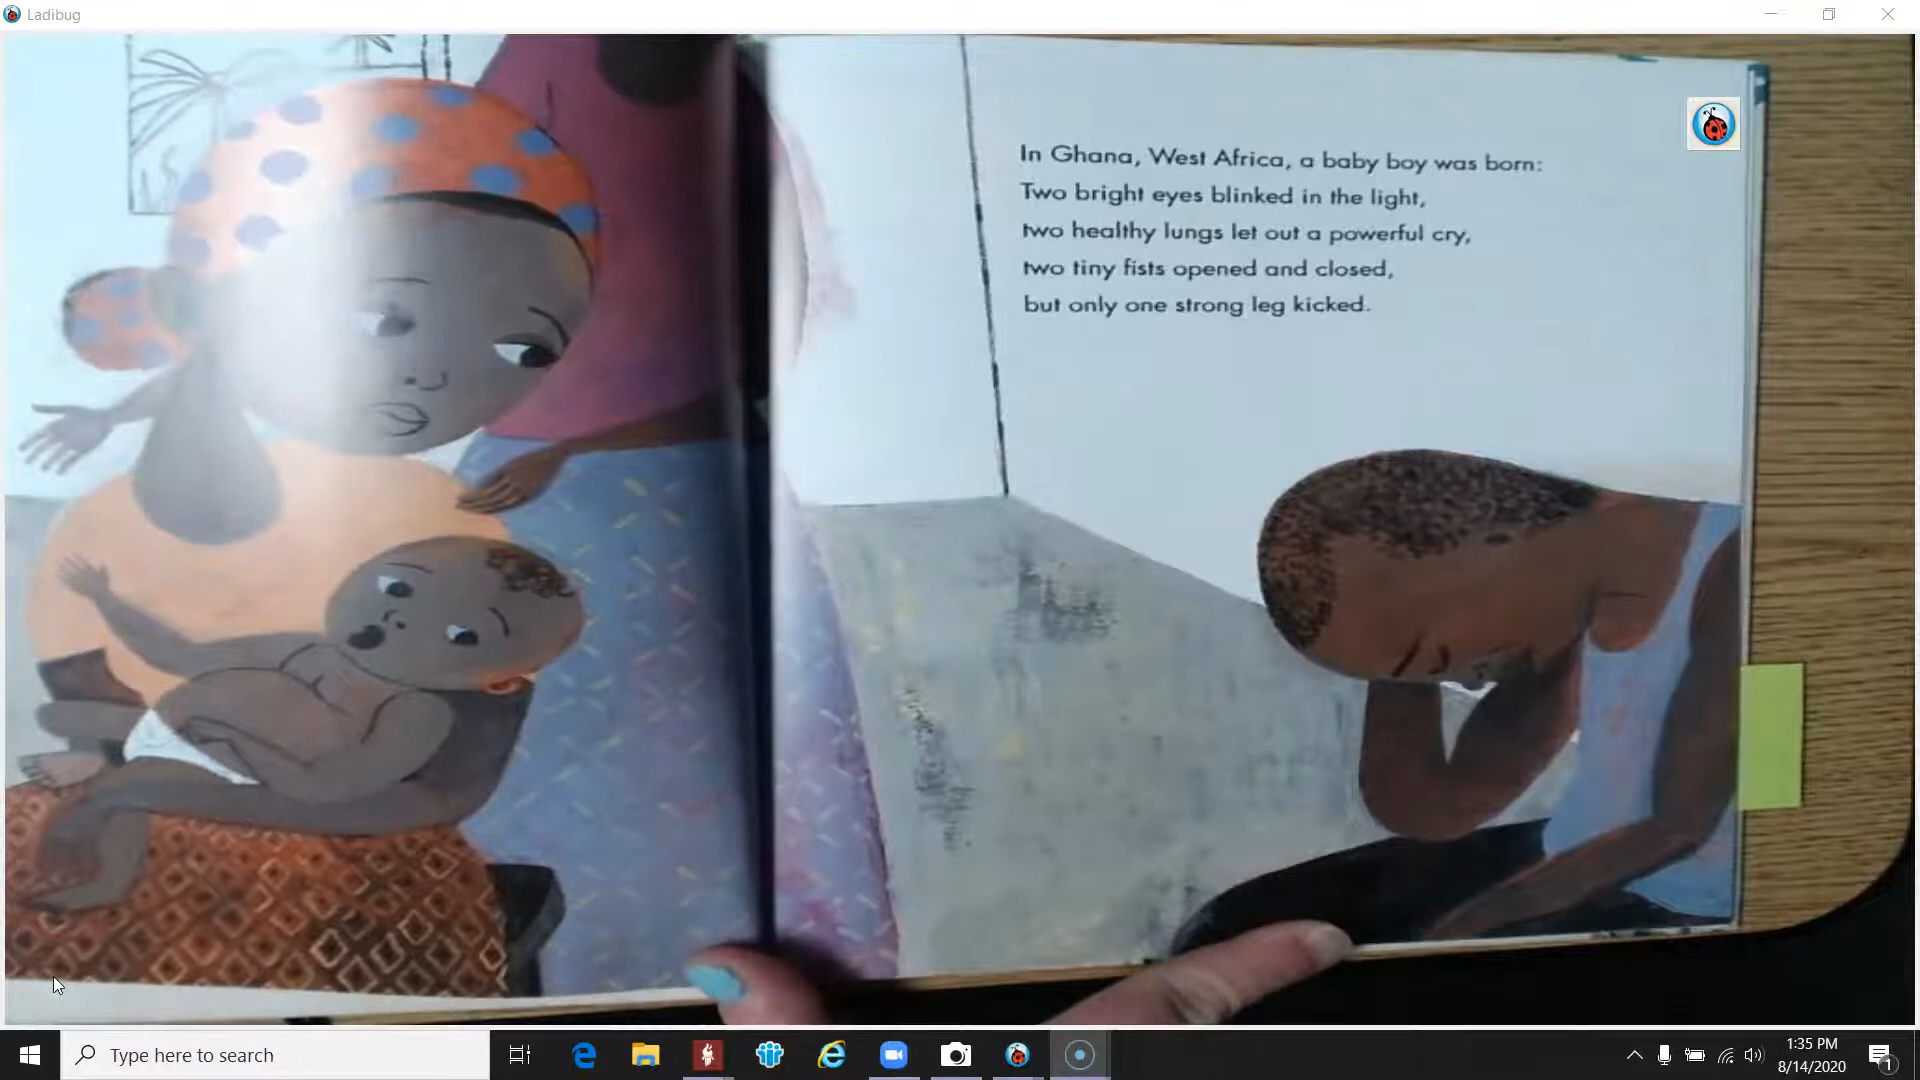 Ladibug
In Ghana, West Africa, a baby boy was born:
Two bright eyes blinked in the light,
two healthy lungs let out a powerful cry,
two tiny fists opened and closed,
but only one strong leg kicked.
Type here to search
1:35 PM
8/14/2020
1